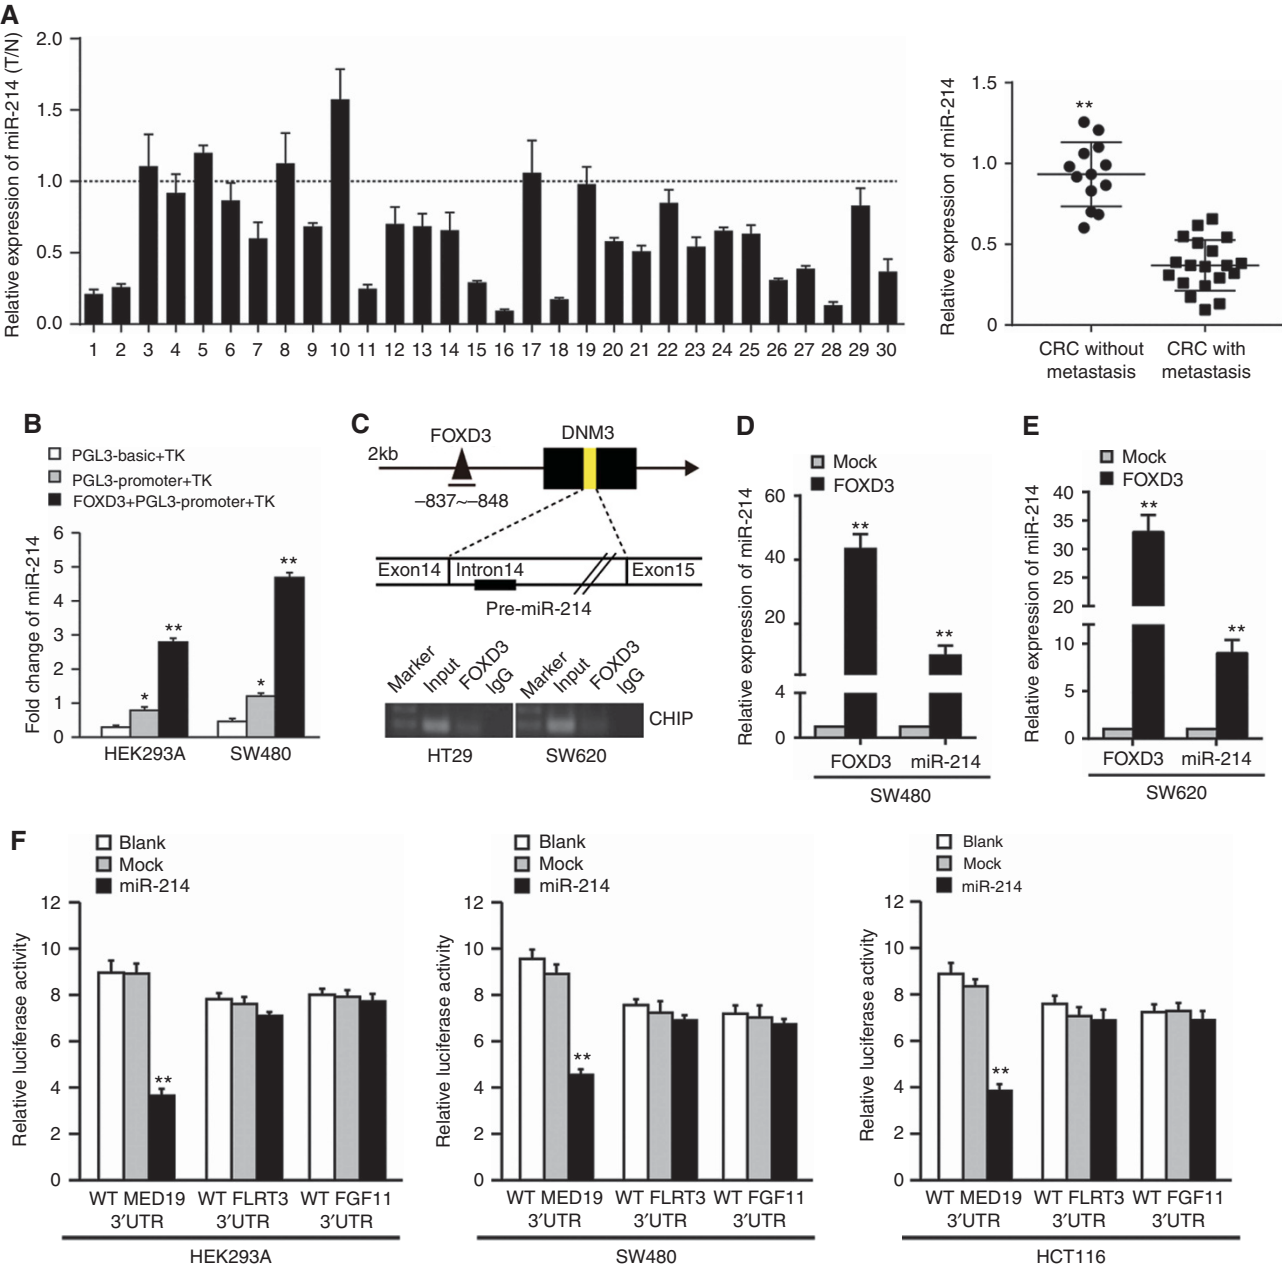 A
Relative expression of miR-214 (T/N)
2.0
1.5
1.0
0.5
0.0
1 2 3 4 5 6 7 8 9 10 11 12 13 14 15 16 17 18 19 20 21 22 23 24 25 26 27 28 29 30
Relative expression of miR-214
1.5
1.0
0.5
0
**
CRC without metastasis
CRC with metastasis
B
PGL3-basic+TK
PGL3-promoter+TK
FOXD3+PGL3-promoter+TK
Fold change of miR-214
6
5
4
3
2
1
0
* ** * **
HEK293A SW480
C
FOXD3 DNM3
2kb
−837~−848
Exon14 Intron14 Exon15
Pre-miR-214
Marker Input FOXD3 IgG Marker Input FOXD3 IgG
CHIP
HT29 SW620
D
Mock
FOXD3
Relative expression of miR-214
60
40
20
4
0
** **
FOXD3 miR-214
SW480
E
Mock
FOXD3
Relative expression of miR-214
40
35
30
25
20
10
5
0
** **
FOXD3 miR-214
SW620
F
Blank
Mock
miR-214
Relative luciferase activity
12
10
8
6
4
2
0
**
WT MED19 WT FLRT3 WT FGF11
3′UTR 3′UTR 3′UTR
HEK293A
Blank
Mock
miR-214
Relative luciferase activity
12
10
8
6
4
2
0
**
WT MED19 WT FLRT3 WT FGF11
3′UTR 3′UTR 3′UTR
SW480
Blank
Mock
miR-214
Relative luciferase activity
12
10
8
6
4
2
0
**
WT MED19 WT FLRT3 WT FGF11
3′UTR 3′UTR 3′UTR
HCT116